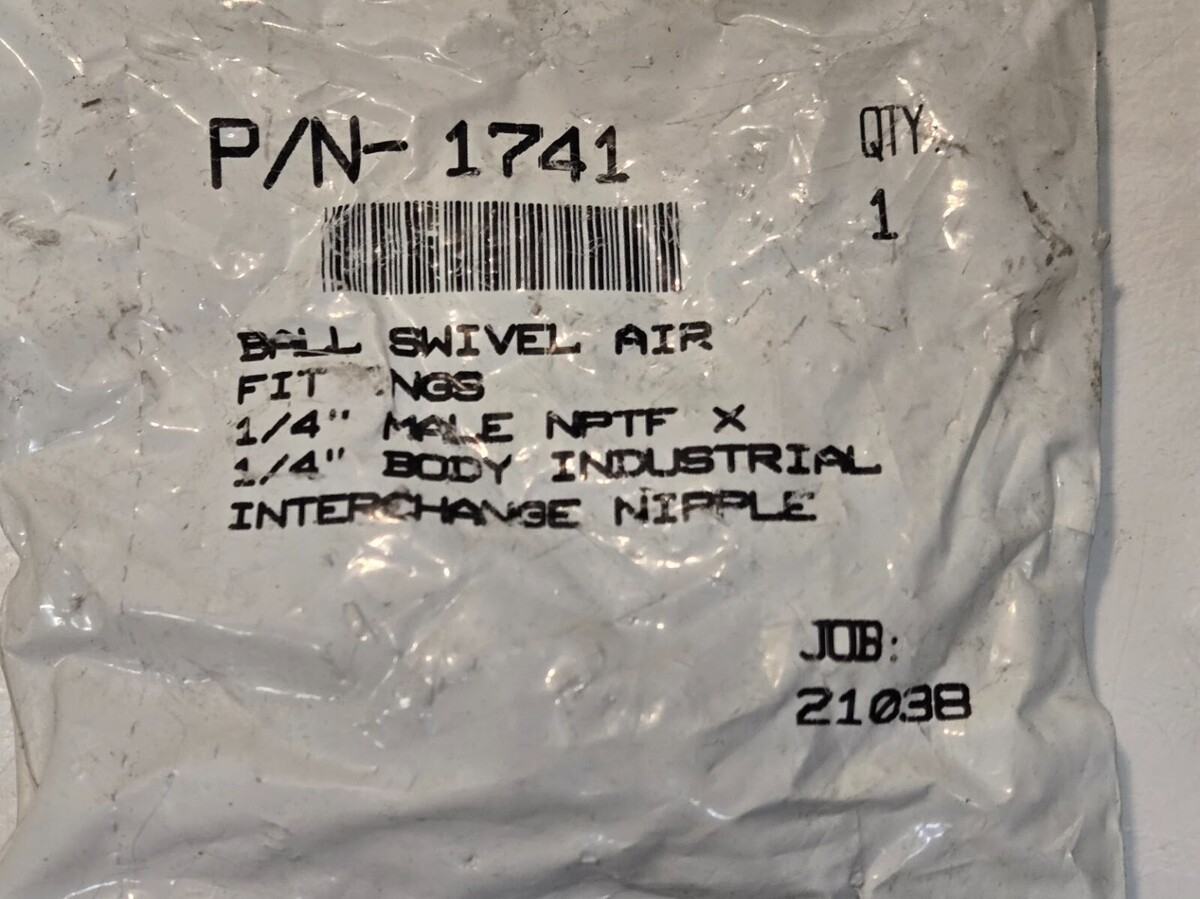 P/N- 1741
QTY
1
BALL SWIVEL AIR
FIT NGS
1/4" MALE NPTF X
1/4" BODY INDUSTRIAL
INTERCHANGE NIPPLE
JOB:
21038